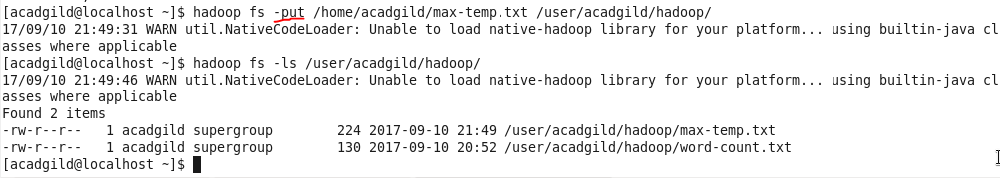 [acadgild@localhost ~]$ hadoop fs -put /home/acadgild/max-temp.txt /user/acadgild/hadoop/
17/09/10 21:49:31 WARN util.NativeCodeLoader: Unable to load native-hadoop library for your platform... using builtin-java cl
asses where applicable
[acadgild@localhost ~]$ hadoop fs -ls /user/acadgild/hadoop/
17/09/10 21:49:46 WARN util.NativeCodeLoader: Unable to load native-hadoop library for your platform... using builtin-java cl
asses where applicable
Found 2 items
-rw-r--r--   1 acadgild supergroup        224 2017-09-10 21:49 /user/acadgild/hadoop/max-temp.txt
-rw-r--r--   1 acadgild supergroup        130 2017-09-10 20:52 /user/acadgild/hadoop/word-count.txt
[acadgild@localhost ~]$